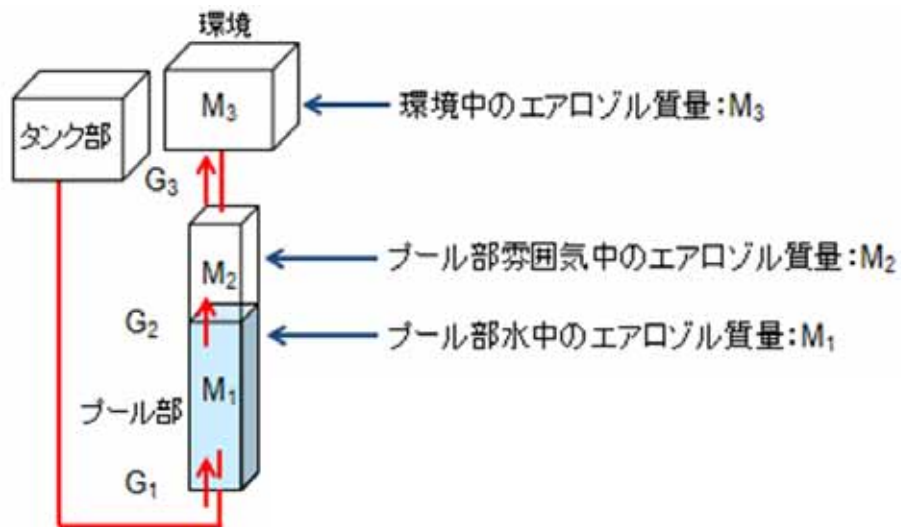 環境
M₃
環境中のエアロゾル質量：M₃
タンク部
G₃
M₂
プール部雰囲気中のエアロゾル質量：M₂
G₂
プール部水中のエアロゾル質量：M₁
M₁
プール部
G₁